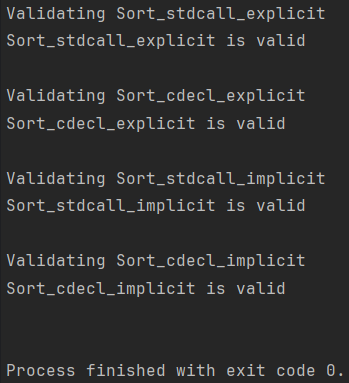 Validating Sort_stdcall_explicit
Sort_stdcall_explicit is valid
Validating Sort_cdecl_explicit
Sort_cdecl_explicit is valid
Validating Sort_stdcall_implicit
Sort_stdcall_implicit is valid
Validating Sort_cdecl_implicit
Sort_cdecl_implicit is valid
Process finished with exit code 0.